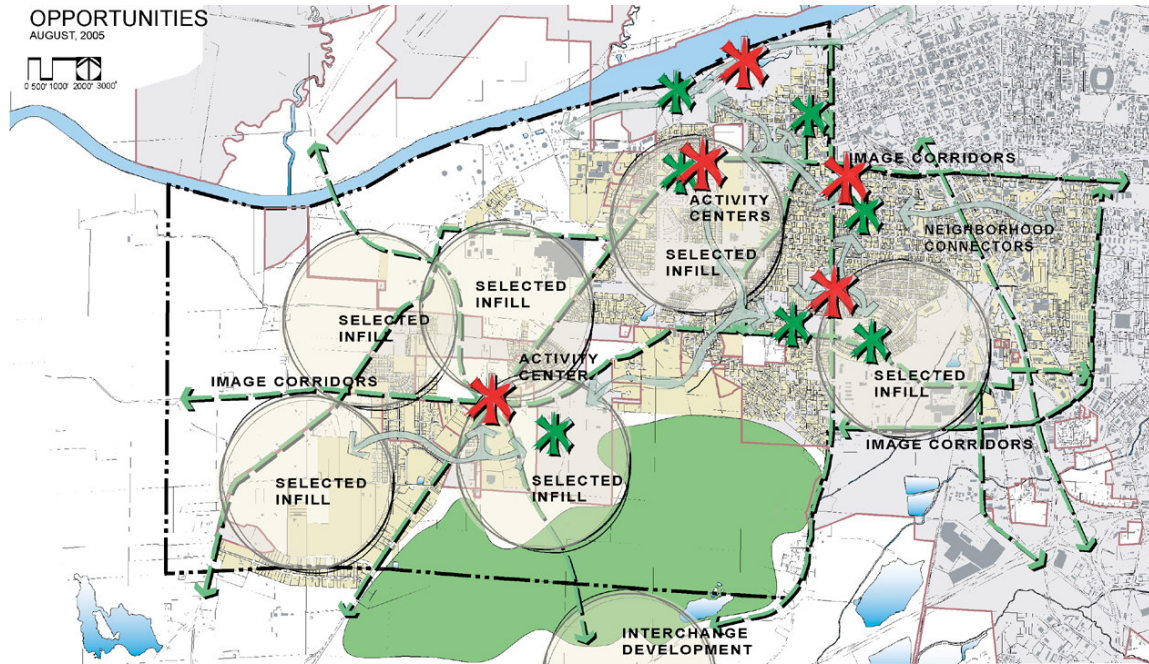 OPPORTUNITIES
AUGUST, 2005
0 500' 1000' 2000' 3000'
IMAGE CORRIDORS
ACTIVITY
CENTERS
NEIGHBORHOOD
CONNECTORS
SELECTED
INFILL
SELECTED
INFILL
SELECTED
INFILL
ACTIVITY
CENTER
IMAGE CORRIDORS
SELECTED
INFILL
IMAGE CORRIDORS
SELECTED
INFILL
SELECTED
INFILL
INTERCHANGE
DEVELOPMENT